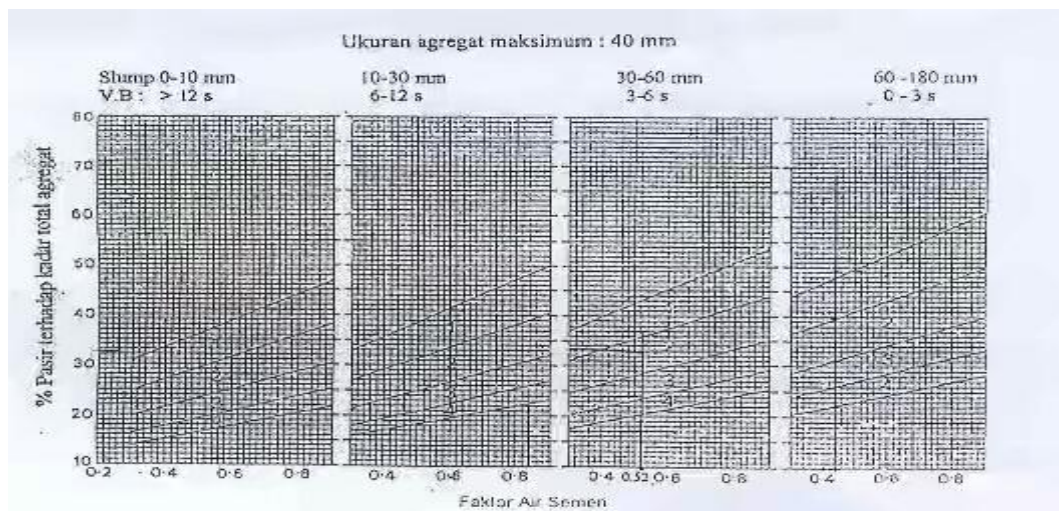 Ukuran agregat maksimum : 40 mm
Slump 0-10 mm 10-30 mm 30-60 mm 60-180 mm
V.B : > 12 s 6-12 s 3-6 s 0-3 s
% Pasir terhadap kadar total agregat
80
70
60
50
40
30
20
10
0·2 0·4 0·6 0·8 0·4 0·6 0·8 0·4 0.52 0·6 0·8 0·4 0·6 0·8
Faktor Air Semen